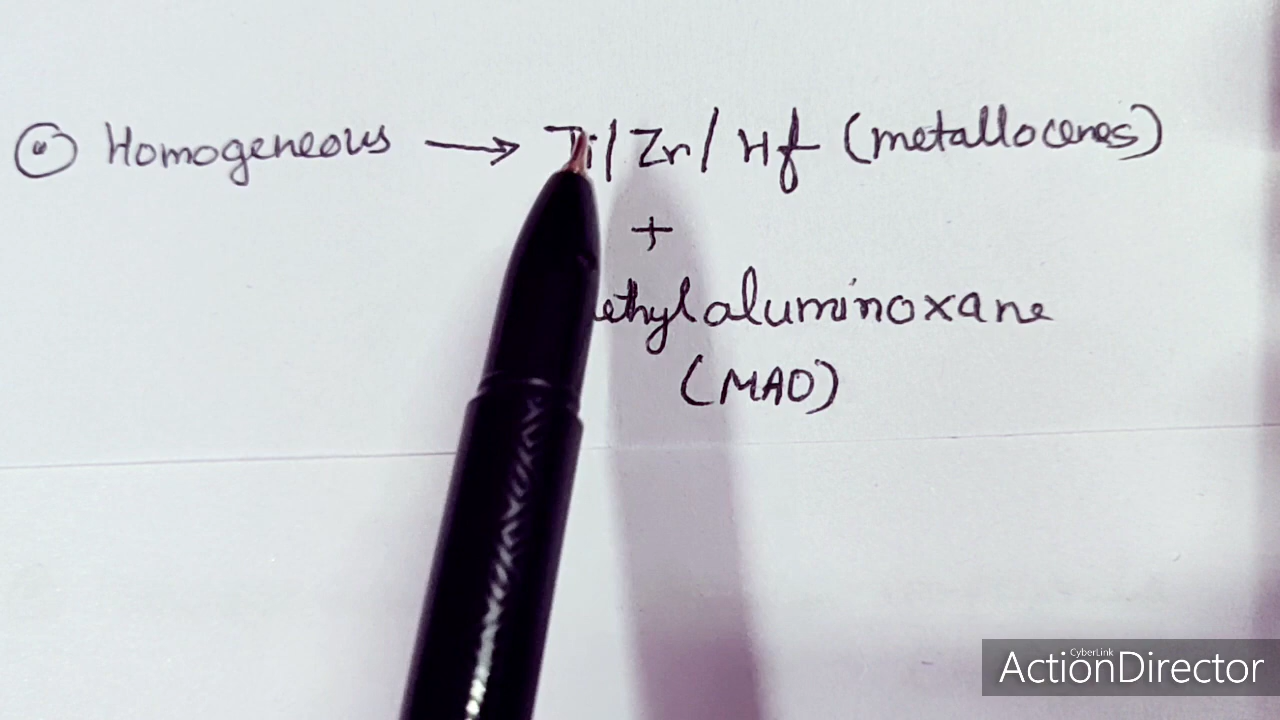 Homogeneous → Ti/Zr/Hf (metallocenes)
+
ethylaluminoxane
(MAO)
CyberLink
ActionDirector